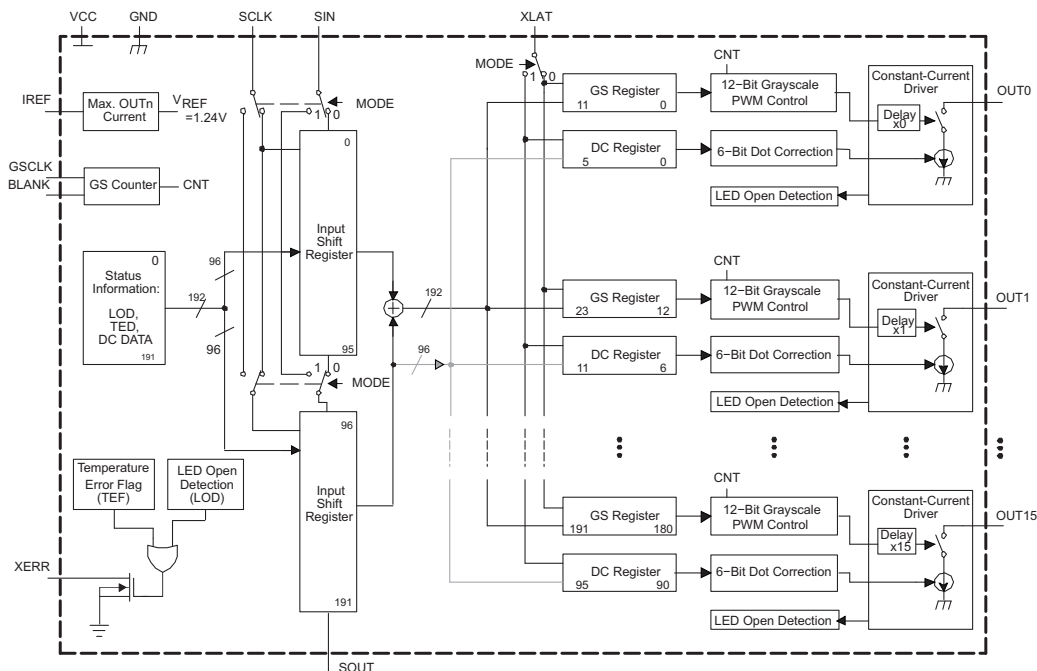 VCC
GND
SCLK
SIN
XLAT
IREF
Max. OUTn
Current
VREF
=1.24V
GSCLK
BLANK
GS Counter
CNT
0
Status
Information:
LOD,
TED,
DC DATA
191
192
96
96
1 0
MODE
0
Input
Shift
Register
95
1 0
MODE
96
Input
Shift
Register
191
SOUT
192
96
Temperature
Error Flag
(TEF)
LED Open
Detection
(LOD)
XERR
MODE
1 0
GS Register
11 0
CNT
12−Bit Grayscale
PWM Control
DC Register
5 0
6−Bit Dot Correction
LED Open Detection
Constant-Current
Driver
Delay
x0
OUT0
GS Register
23 12
CNT
12−Bit Grayscale
PWM Control
DC Register
11 6
6−Bit Dot Correction
LED Open Detection
Constant-Current
Driver
Delay
x1
OUT1
GS Register
191 180
CNT
12−Bit Grayscale
PWM Control
DC Register
95 90
6−Bit Dot Correction
LED Open Detection
Constant-Current
Driver
Delay
x15
OUT15